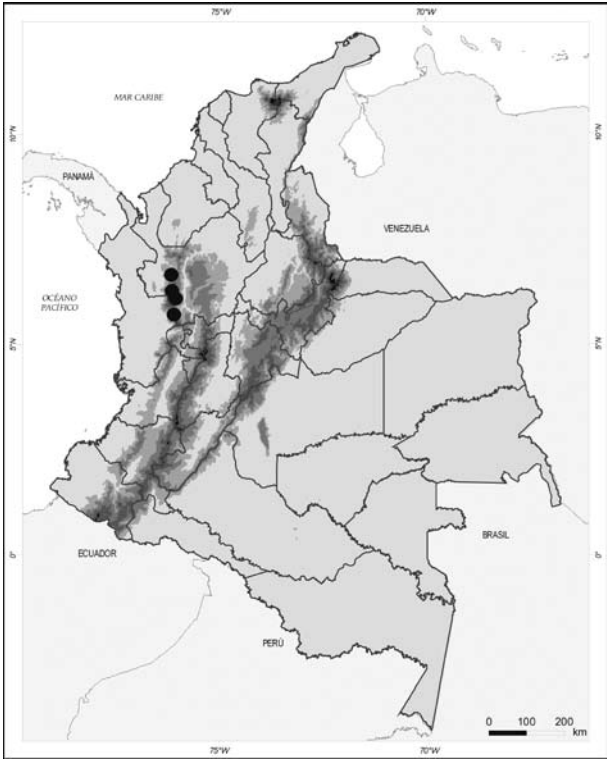 75°W
70°W
MAR CARIBE
10°N
10°N
PANAMÁ
VENEZUELA
OCÉANO
PACÍFICO
5°N
5°N
BRASIL
ECUADOR
0°
0°
PERÚ
0 100 200
km
75°W
70°W